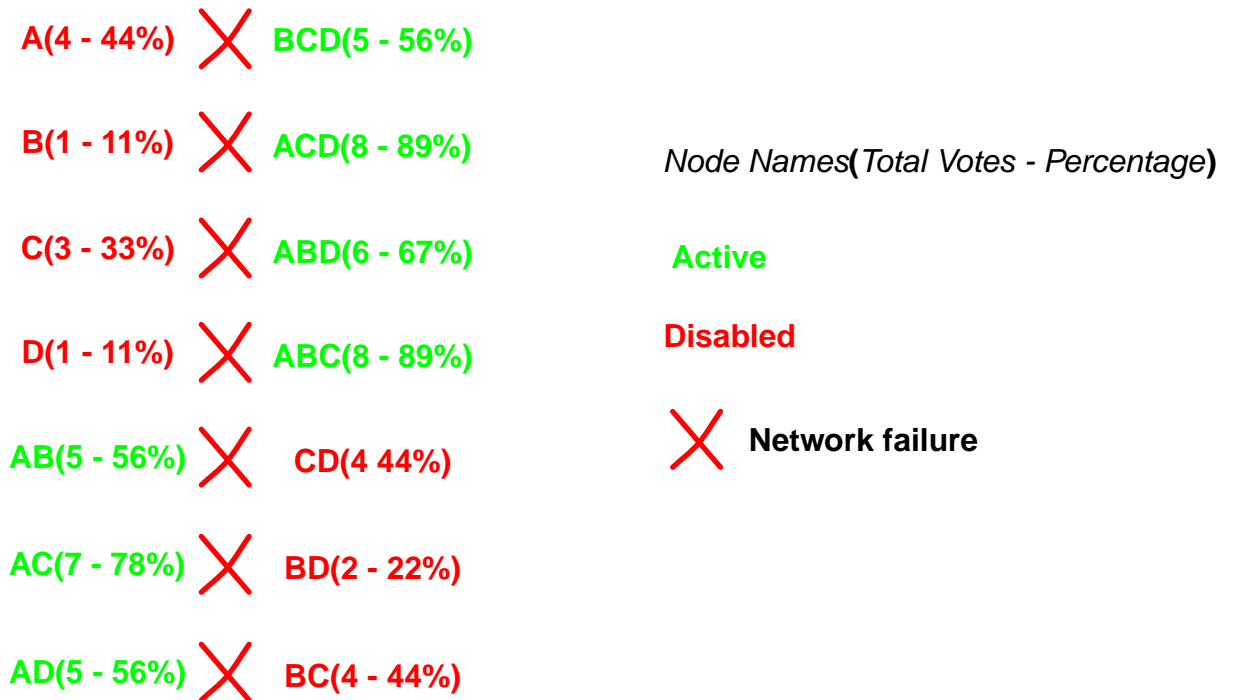 A(4 - 44%) BCD(5 - 56%)
B(1 - 11%) ACD(8 - 89%)
Node Names(Total Votes - Percentage)
C(3 - 33%) ABD(6 - 67%)
Active
Disabled
D(1 - 11%) ABC(8 - 89%)
Network failure
AB(5 - 56%) CD(4 44%)
AC(7 - 78%) BD(2 - 22%)
AD(5 - 56%) BC(4 - 44%)